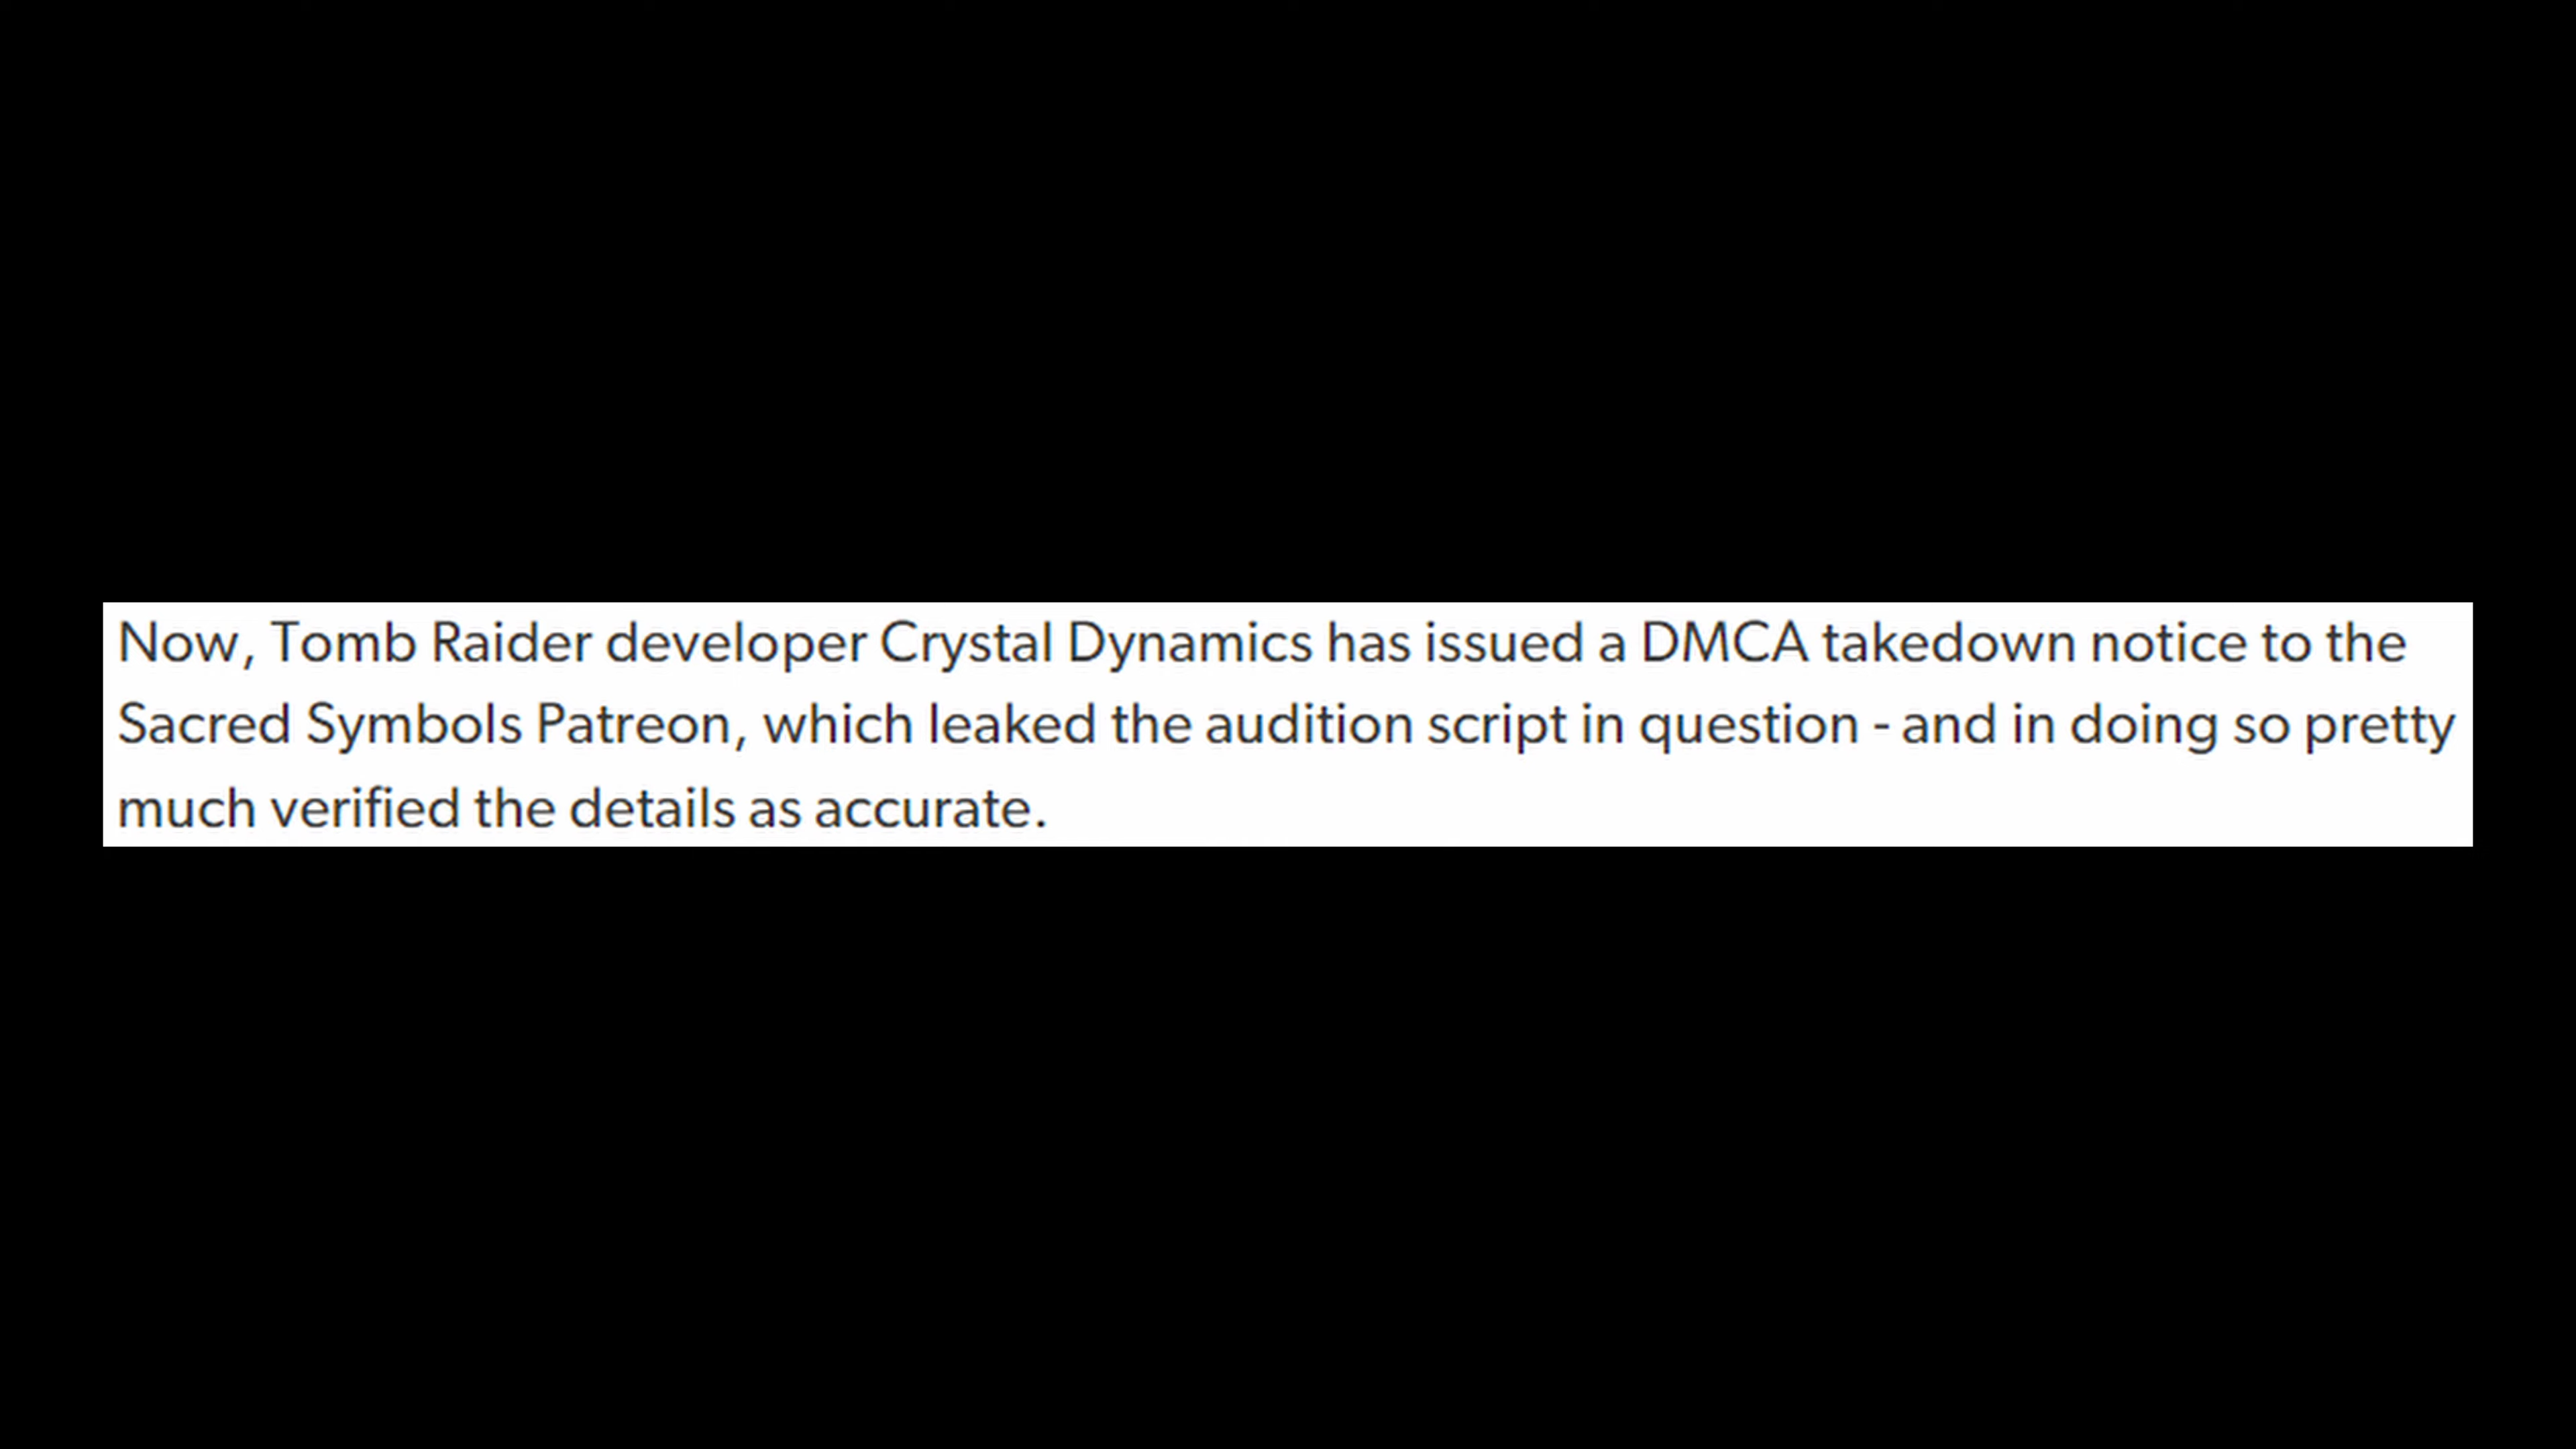 Now, Tomb Raider developer Crystal Dynamics has issued a DMCA takedown notice to the
Sacred Symbols Patreon, which leaked the audition script in question - and in doing so pretty
much verified the details as accurate.